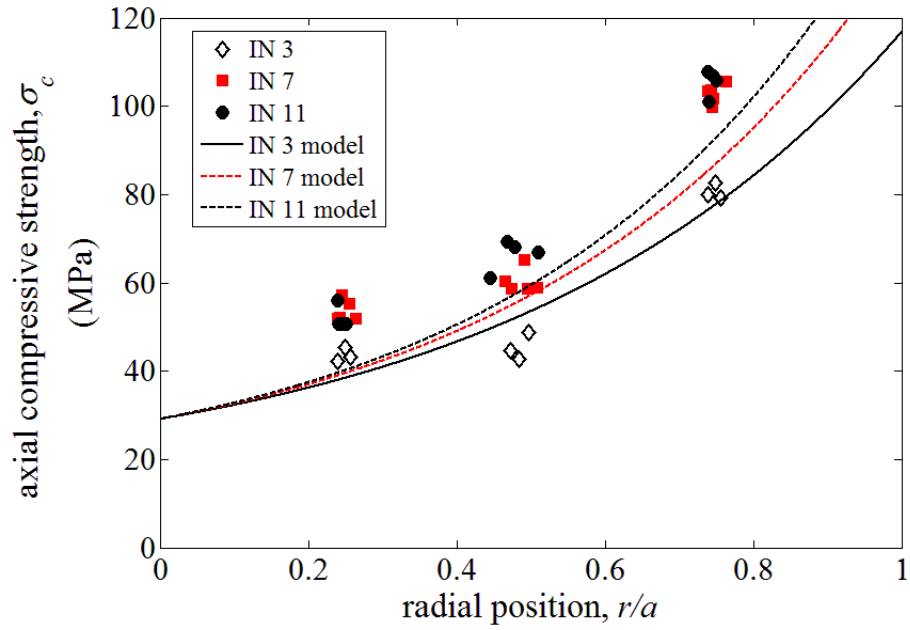 axial compressive strength, σc
(MPa)
120
100
80
60
40
20
0
IN 3
IN 7
IN 11
IN 3 model
IN 7 model
IN 11 model
0 0.2 0.4 0.6 0.8 1
radial position, r/a